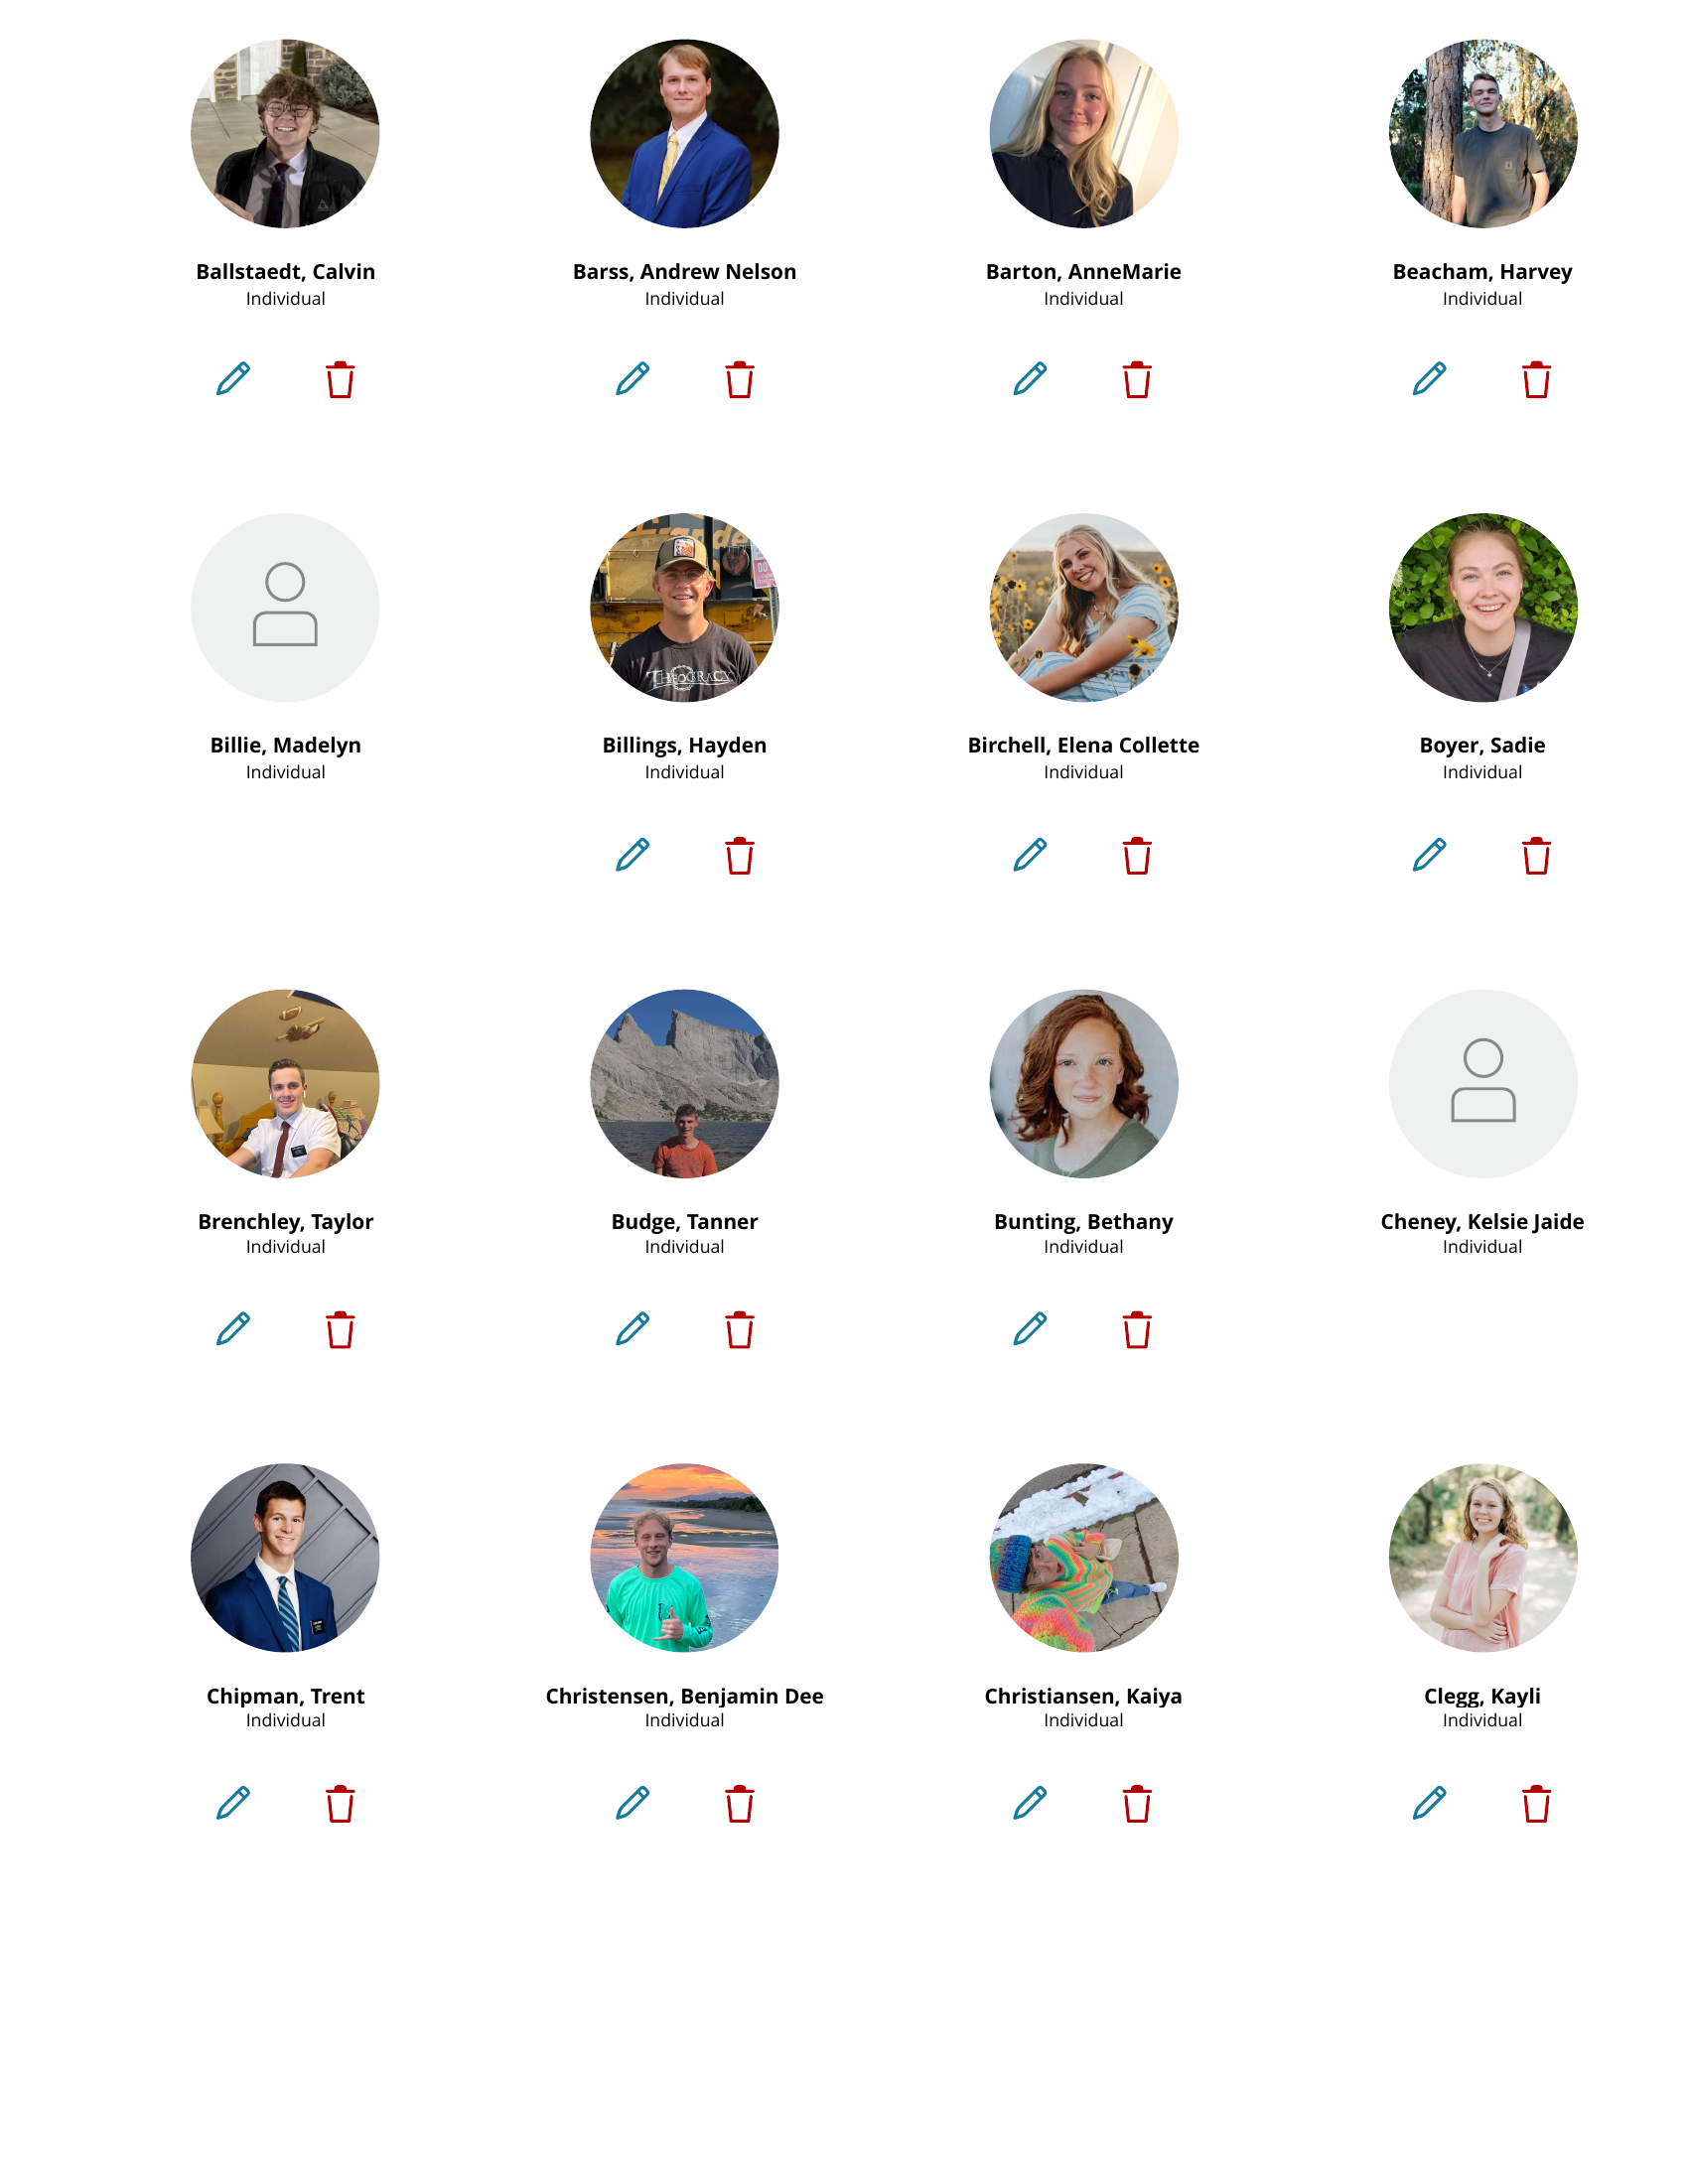 Ballstaedt, Calvin
Individual
Barss, Andrew Nelson
Individual
Barton, AnneMarie
Individual
Beacham, Harvey
Individual
Billie, Madelyn
Individual
THEOCRACY
Billings, Hayden
Individual
Birchell, Elena Collette
Individual
Boyer, Sadie
Individual
Brenchley, Taylor
Individual
Budge, Tanner
Individual
Bunting, Bethany
Individual
Cheney, Kelsie Jaide
Individual
Chipman, Trent
Individual
Christensen, Benjamin Dee
Individual
Christiansen, Kaiya
Individual
Clegg, Kayli
Individual